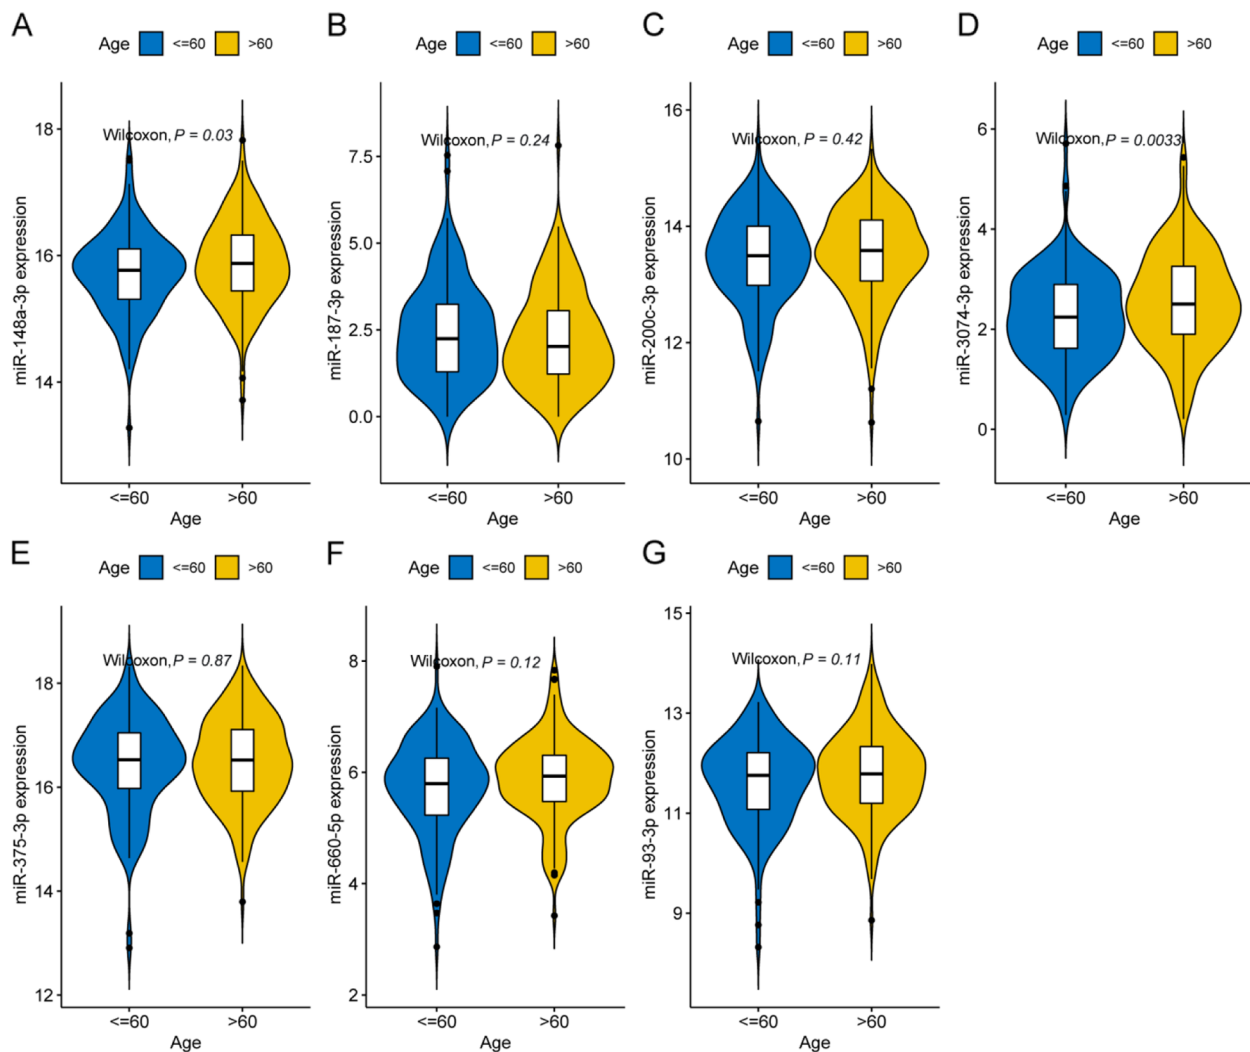 A
Age <=60 >60
18
16
14
miR-148a-3p expression
Wilcoxon, P = 0.03
<=60 >60
Age
B
Age <=60 >60
7.5
5.0
2.5
0.0
miR-187-3p expression
Wilcoxon, P = 0.24
<=60 >60
Age
C
Age <=60 >60
16
14
12
10
miR-200c-3p expression
Wilcoxon, P = 0.42
<=60 >60
Age
D
Age <=60 >60
6
4
2
0
miR-3074-3p expression
Wilcoxon, P = 0.0033
<=60 >60
Age
E
Age <=60 >60
18
16
14
12
miR-375-3p expression
Wilcoxon, P = 0.87
<=60 >60
Age
F
Age <=60 >60
8
6
4
2
miR-660-5p expression
Wilcoxon, P = 0.12
<=60 >60
Age
G
Age <=60 >60
15
13
11
9
miR-93-3p expression
Wilcoxon, P = 0.11
<=60 >60
Age